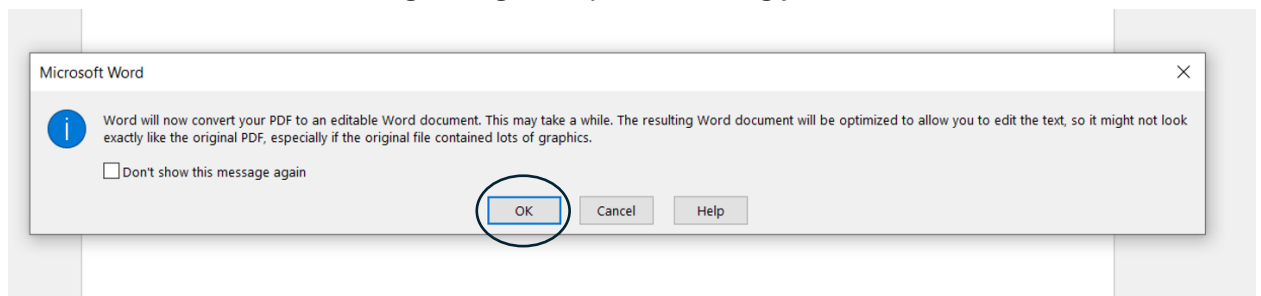 Microsoft Word
Word will now convert your PDF to an editable Word document. This may take a while. The resulting Word document will be optimized to allow you to edit the text, so it might not look
exactly like the original PDF, especially if the original file contained lots of graphics.
Don't show this message again
OK Cancel Help